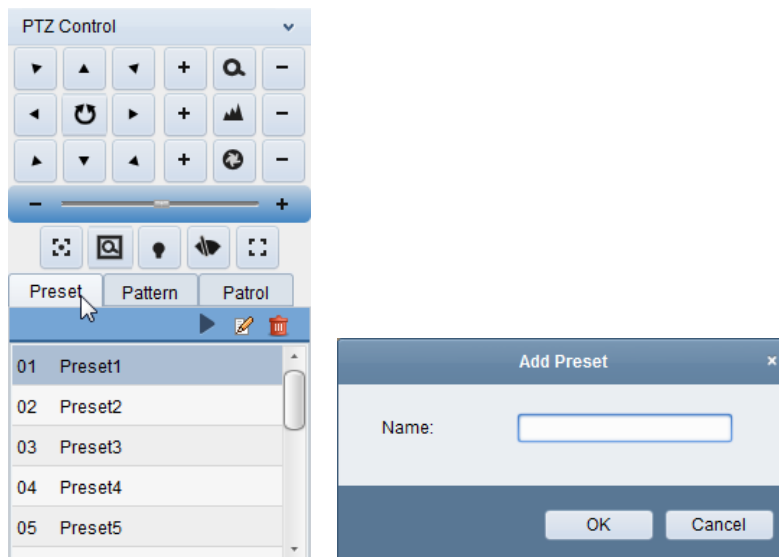 PTZ Control
Preset Pattern Patrol
01 Preset1
02 Preset2
03 Preset3
04 Preset4
05 Preset5
Add Preset ×
Name:
OK Cancel